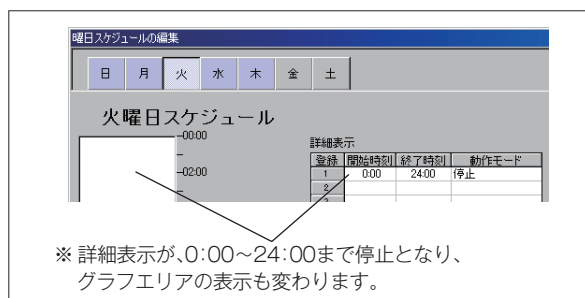 曜日スケジュールの編集
日 月 火 水 木 金 土
火曜日スケジュール
00:00
02:00
詳細表示
登録 開始時刻 終了時刻 動作モード
1 0:00 24:00 停止
2
※ 詳細表示が、0:00～24:00まで停止となり、
グラフエリアの表示も変わります。